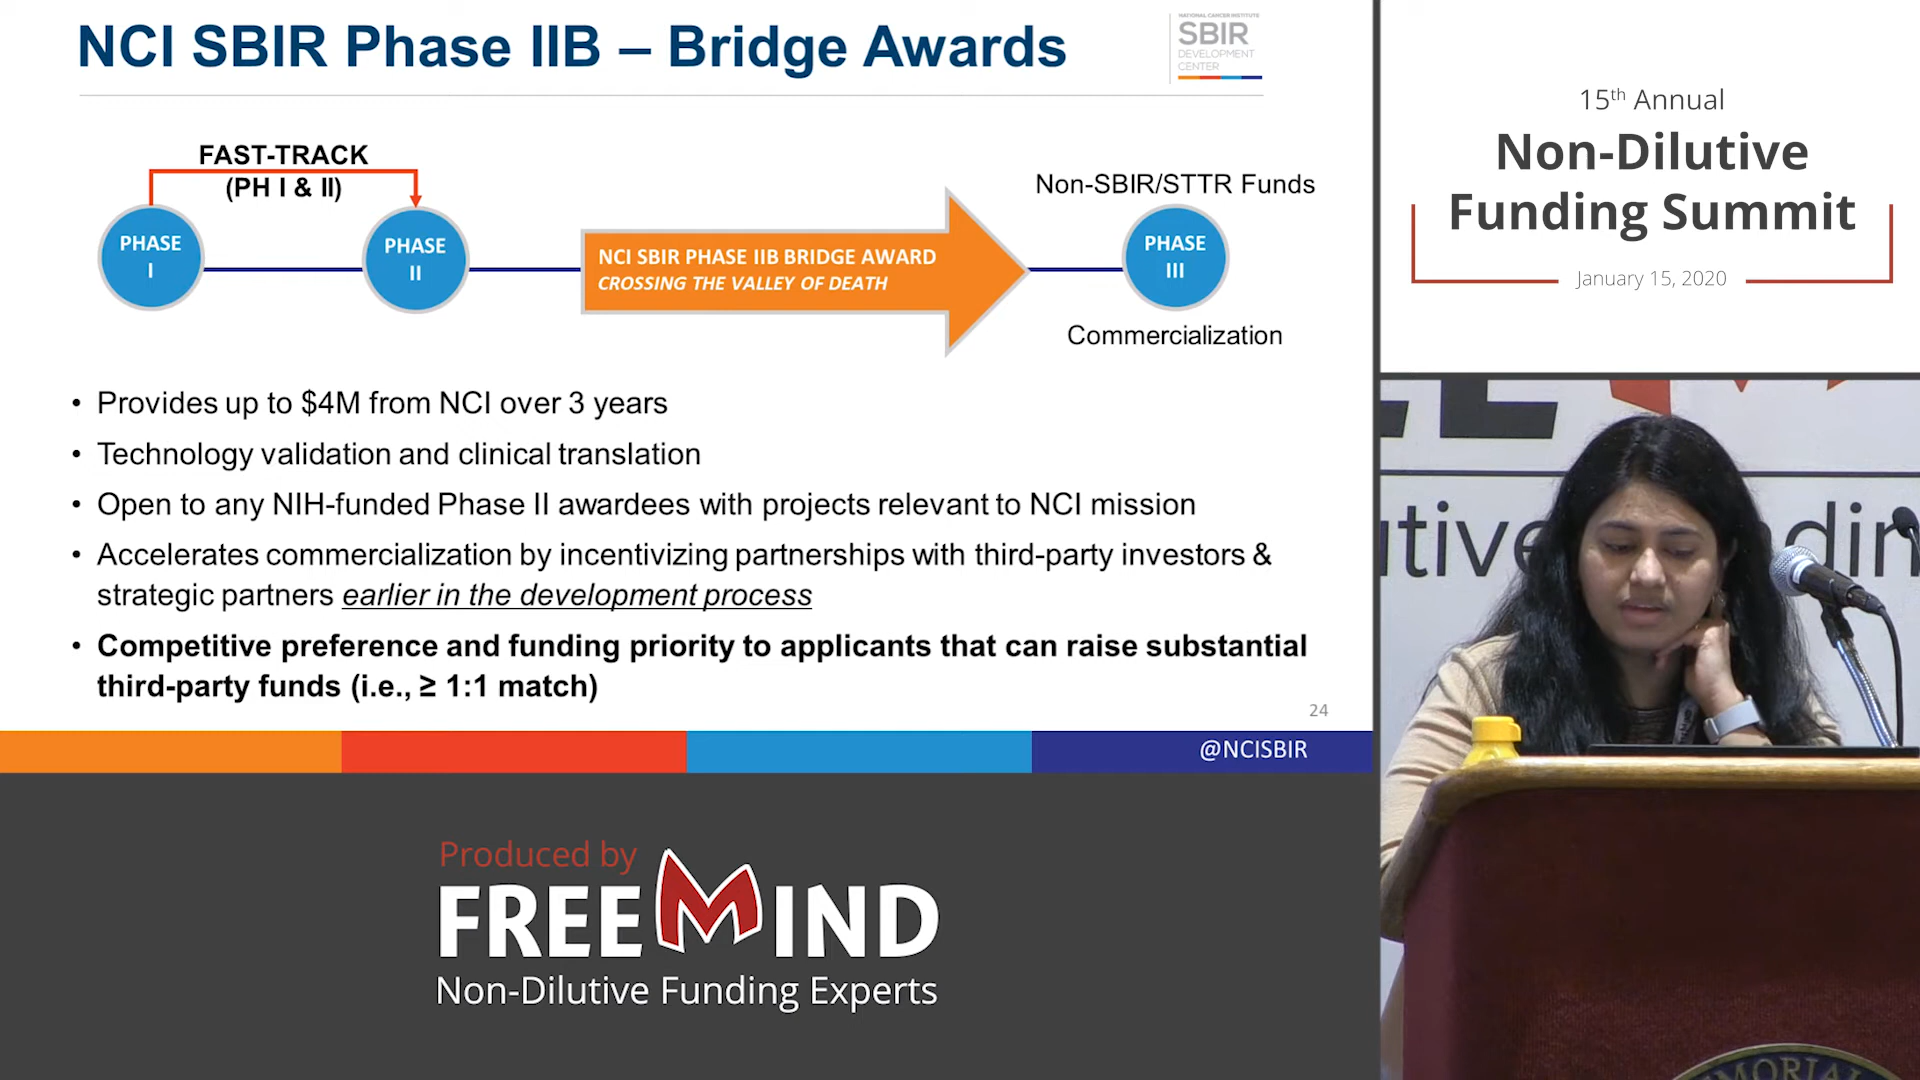 NCI SBIR Phase IIB – Bridge Awards
NATIONAL CANCER INSTITUTE
SBIR
DEVELOPMENT
CENTER
FAST-TRACK
(PH I & II)
PHASE
I
PHASE
II
NCI SBIR PHASE IIB BRIDGE AWARD
CROSSING THE VALLEY OF DEATH
Non-SBIR/STTR Funds
PHASE
III
Commercialization
• Provides up to $4M from NCI over 3 years
• Technology validation and clinical translation
• Open to any NIH-funded Phase II awardees with projects relevant to NCI mission
• Accelerates commercialization by incentivizing partnerships with third-party investors &
strategic partners earlier in the development process
• Competitive preference and funding priority to applicants that can raise substantial
third-party funds (i.e., ≥ 1:1 match)
24
@NCISBIR
Produced by
FREEMIND
Non-Dilutive Funding Experts
15th Annual
Non-Dilutive
Funding Summit
January 15, 2020